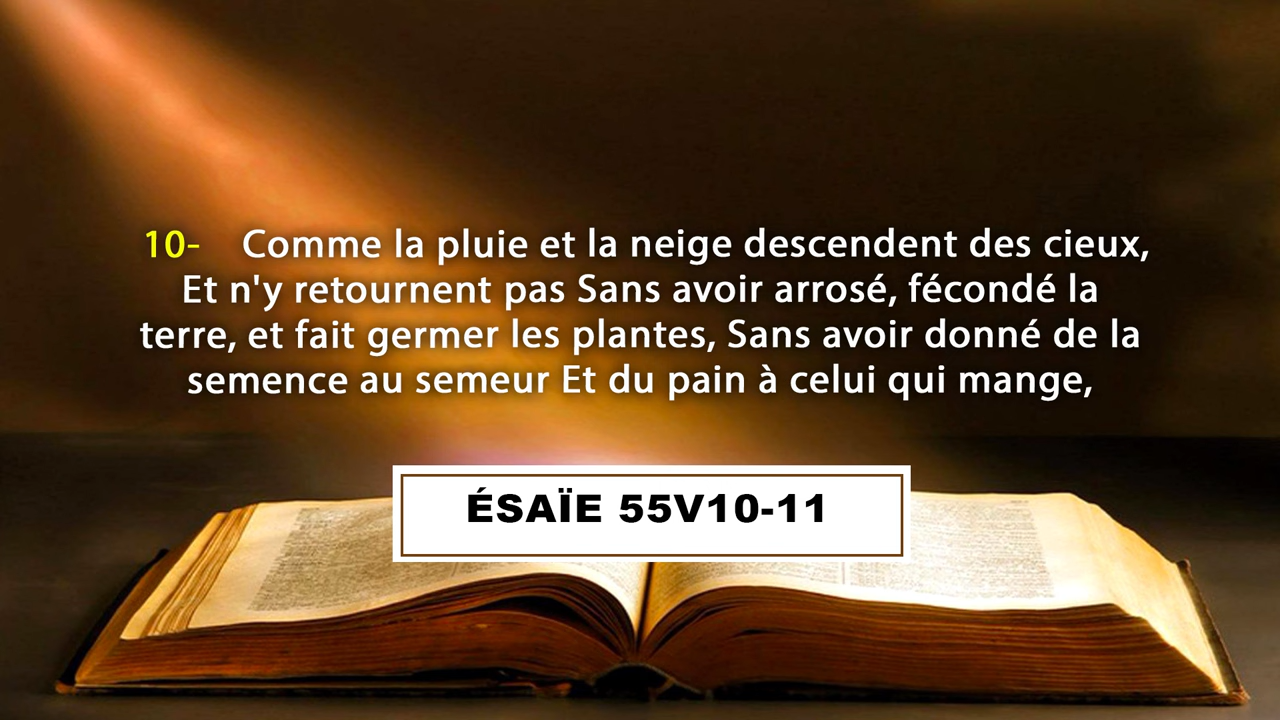 10- Comme la pluie et la neige descendent des cieux,
Et n'y retournent pas Sans avoir arrosé, fécondé la
terre, et fait germer les plantes, Sans avoir donné de la
semence au semeur Et du pain à celui qui mange,
ÉSAÏE 55V10-11